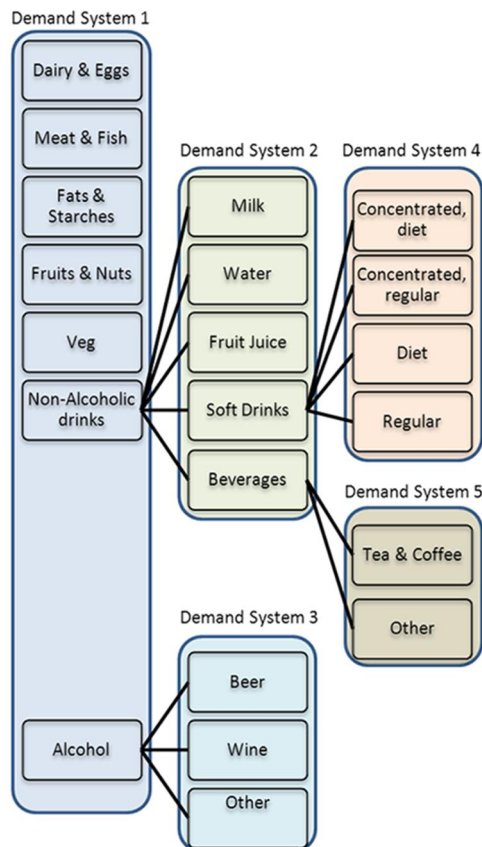 Demand System 1
Dairy & Eggs
Meat & Fish
Fats &
Starches
Fruits & Nuts
Veg
Non-Alcoholic
drinks
Alcohol
Demand System 2
Milk
Water
Fruit Juice
Soft Drinks
Beverages
Demand System 3
Beer
Wine
Other
Demand System 4
Concentrated,
diet
Concentrated,
regular
Diet
Regular
Demand System 5
Tea & Coffee
Other